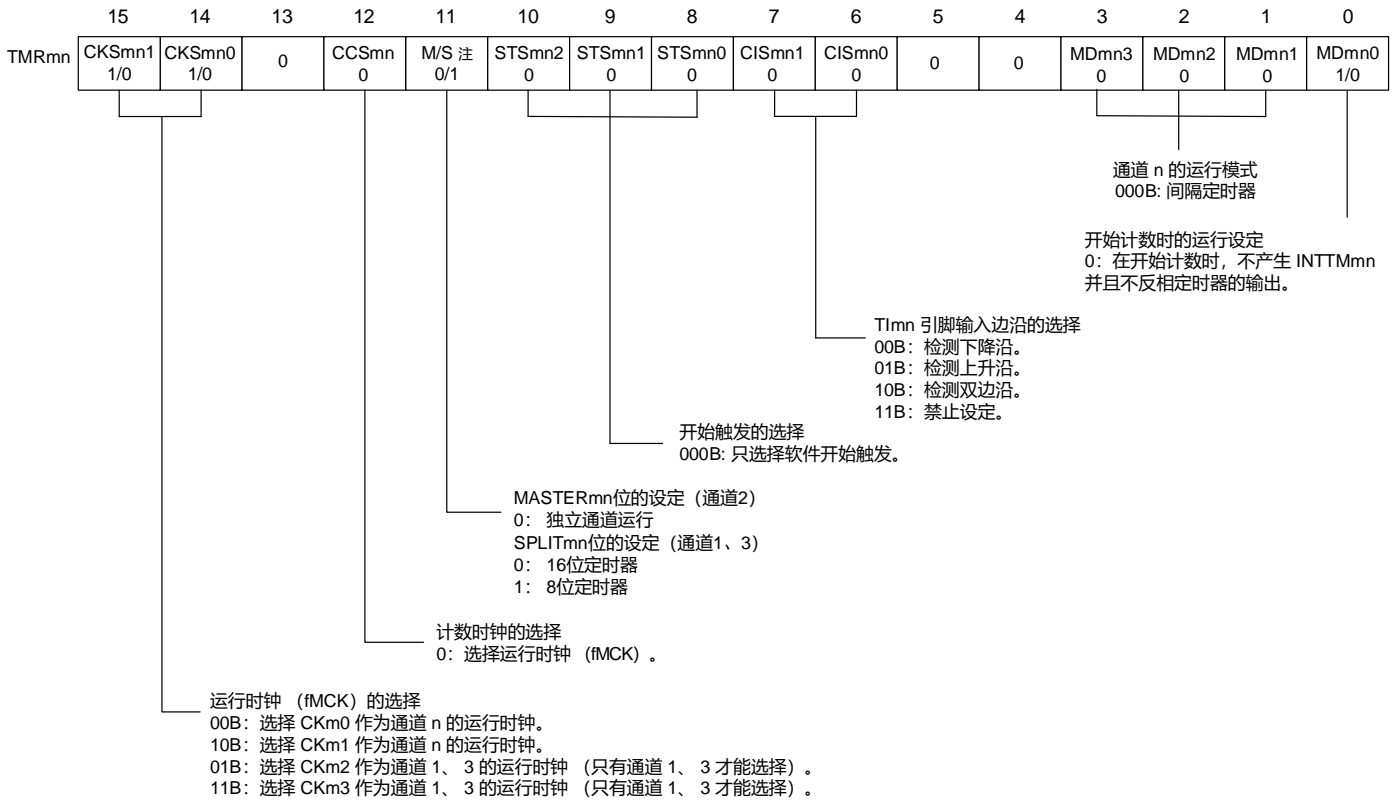 15 14 13 12 11 10 9 8 7 6 5 4 3 2 1 0
TMRmn CKSmn1 CKSmn0 0 CCSmn M/S 注 STSmn2 STSmn1 STSmn0 CISmn1 CISmn0 0 0 MDmn3 MDmn2 MDmn1 MDmn0
1/0 1/0 0 0/1 0 0 0 0 0 0 0 0 1/0
通道 n 的运行模式
000B: 间隔定时器
开始计数时的运行设定
0：在开始计数时，不产生 INTTMmn
并且不反相定时器的输出。
TImn 引脚输入边沿的选择
00B：检测下降沿。
01B：检测上升沿。
10B：检测双边沿。
11B：禁止设定。
开始触发的选择
000B: 只选择软件开始触发。
MASTERmn位的设定（通道2）
0： 独立通道运行
SPLITmn位的设定（通道1、3）
0： 16位定时器
1： 8位定时器
计数时钟的选择
0：选择运行时钟 （fMCK）。
运行时钟 （fMCK）的选择
00B：选择 CKm0 作为通道 n 的运行时钟。
10B：选择 CKm1 作为通道 n 的运行时钟。
01B：选择 CKm2 作为通道 1、 3 的运行时钟 （只有通道 1、 3 才能选择）。
11B：选择 CKm3 作为通道 1、 3 的运行时钟 （只有通道 1、 3 才能选择）。